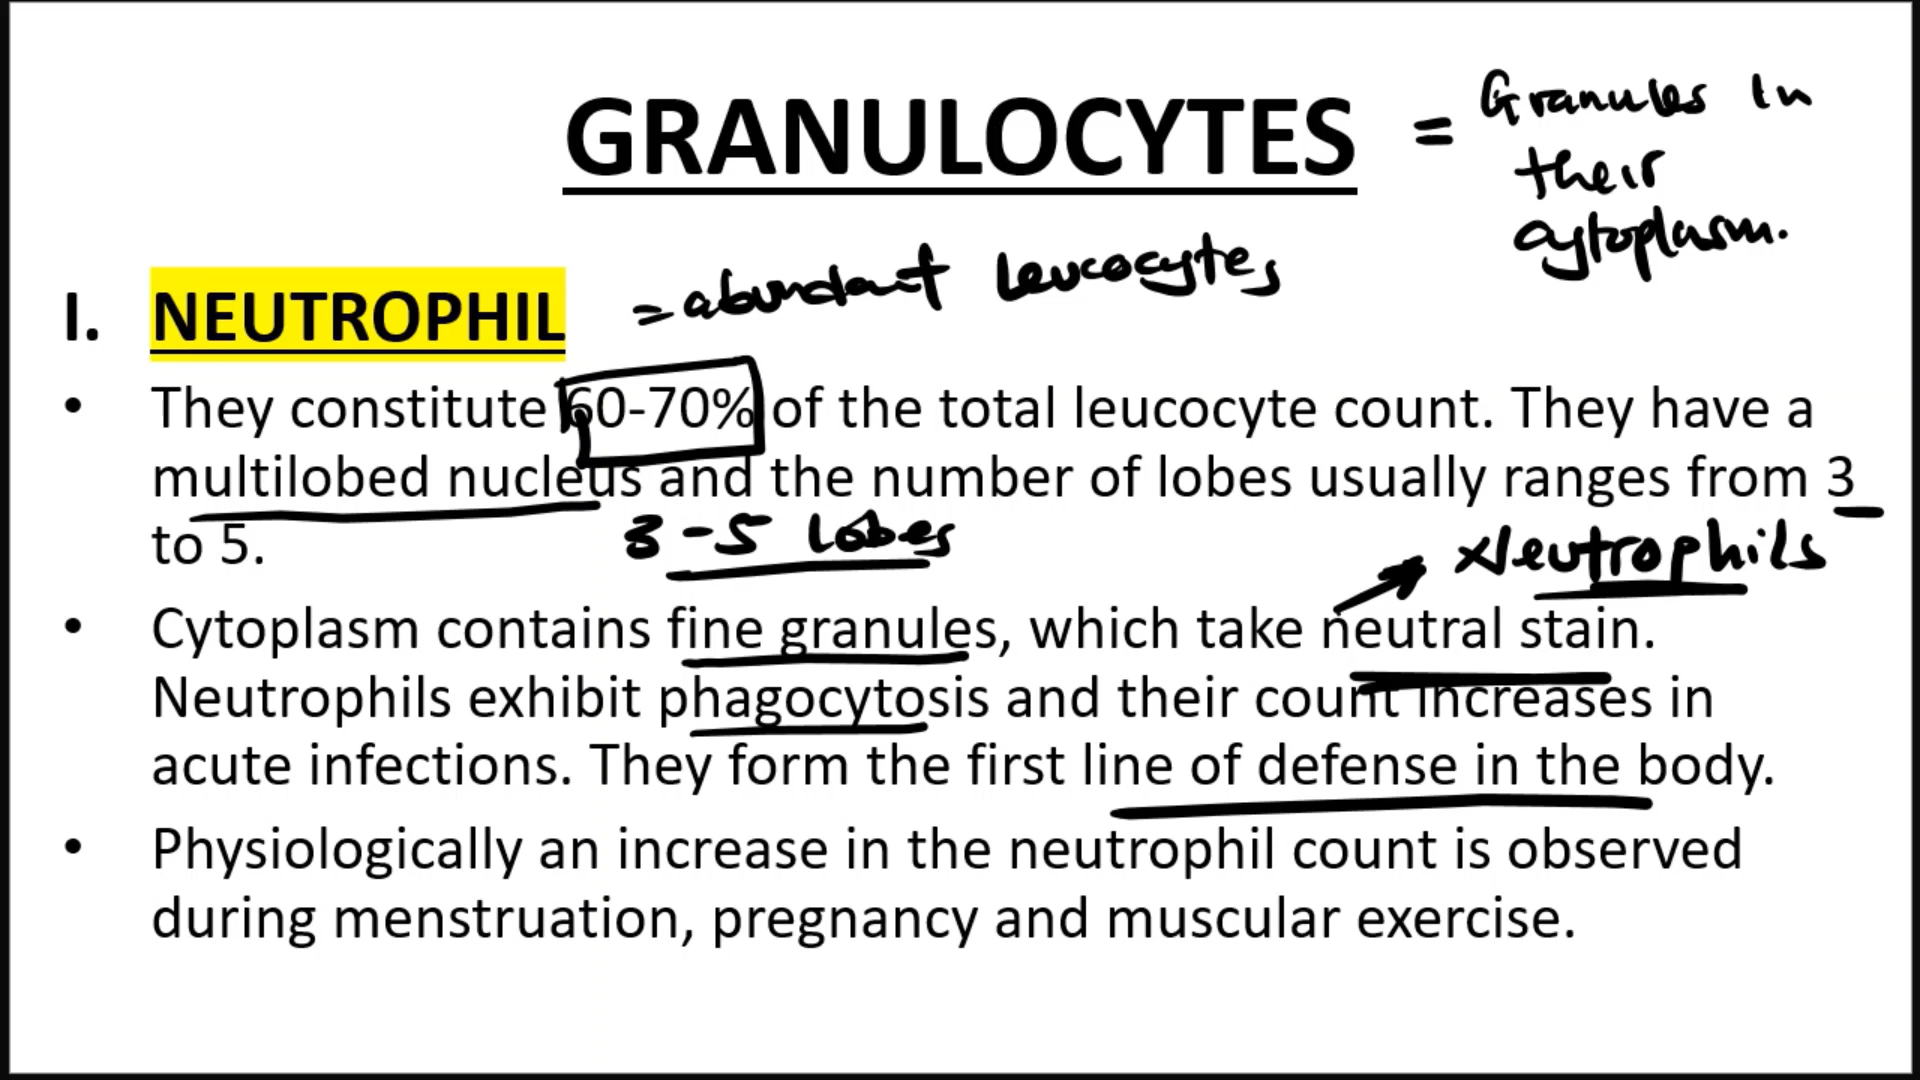 GRANULOCYTES = Granules in
their
cytoplasm.
I. NEUTROPHIL = abundant leucocytes
• They constitute 60-70% of the total leucocyte count. They have a
multilobed nucleus and the number of lobes usually ranges from 3
to 5. 3-5 lobes
Neutrophils
• Cytoplasm contains fine granules, which take neutral stain.
Neutrophils exhibit phagocytosis and their count increases in
acute infections. They form the first line of defense in the body.
• Physiologically an increase in the neutrophil count is observed
during menstruation, pregnancy and muscular exercise.